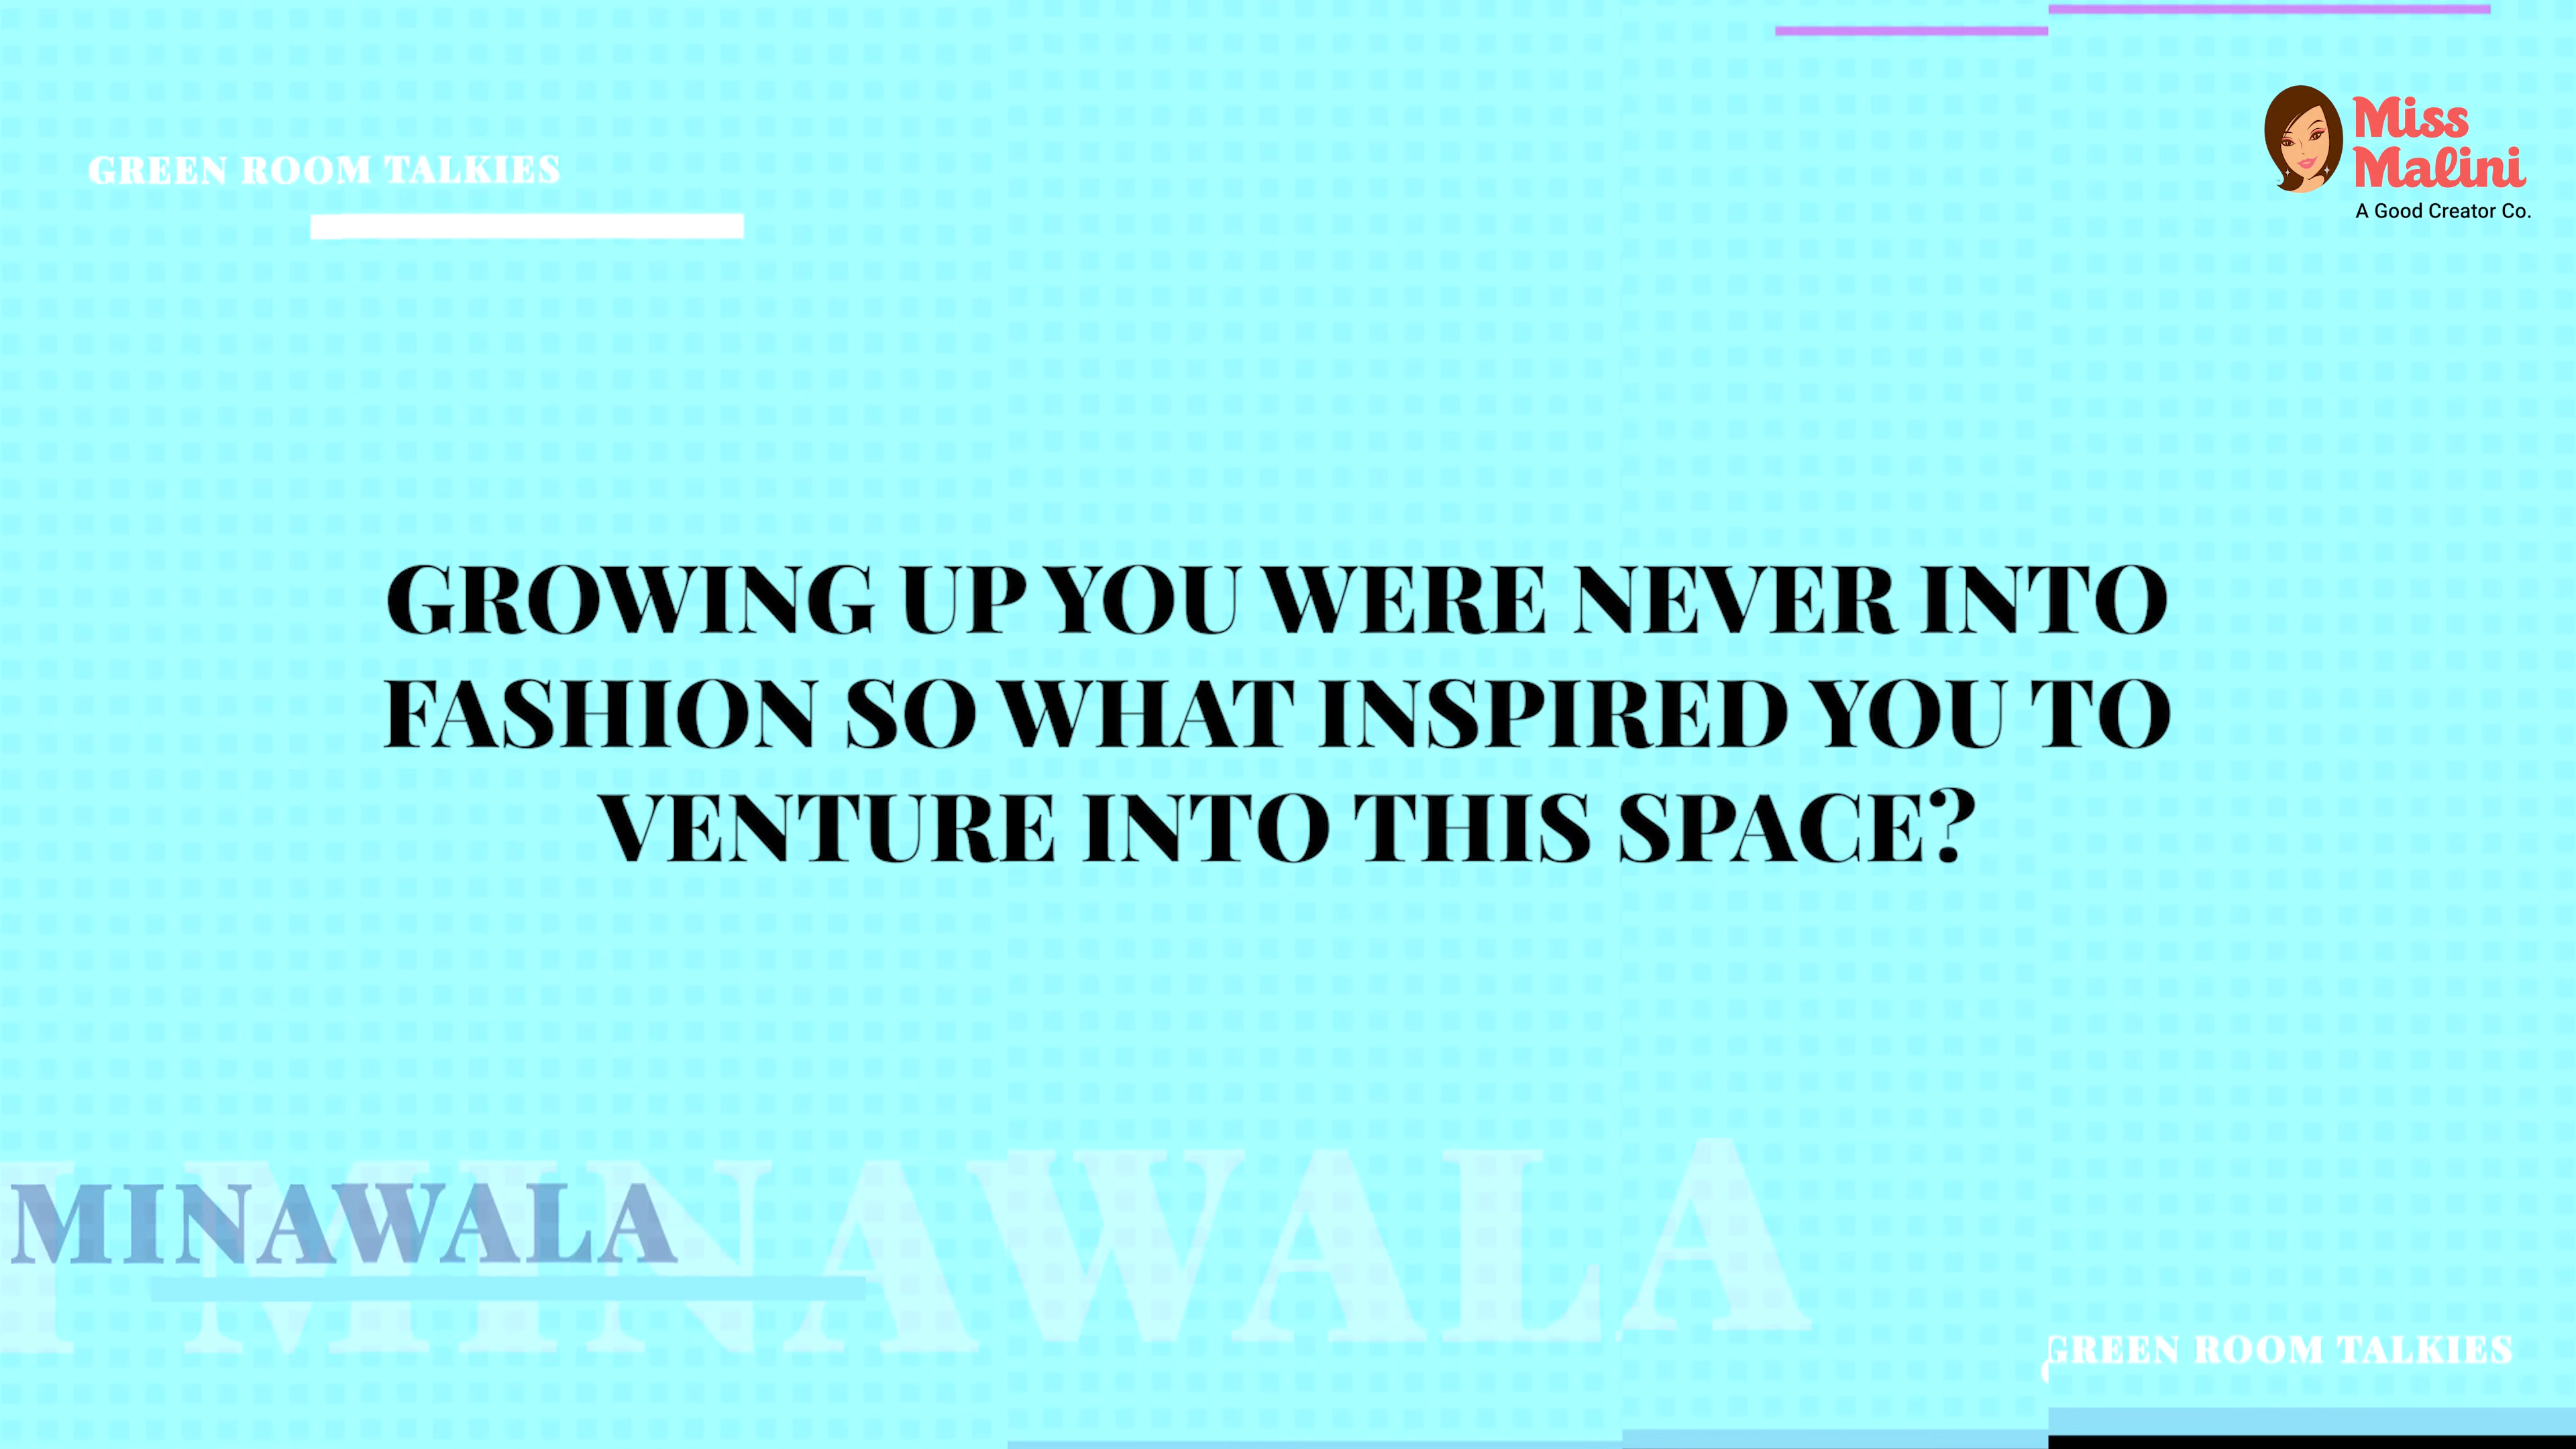 GREEN ROOM TALKIES
Miss
Malini
A Good Creator Co.
GROWING UP YOU WERE NEVER INTO
FASHION SO WHAT INSPIRED YOU TO
VENTURE INTO THIS SPACE?
I MINAWALA
MINAWALA
GREEN ROOM TALKIES